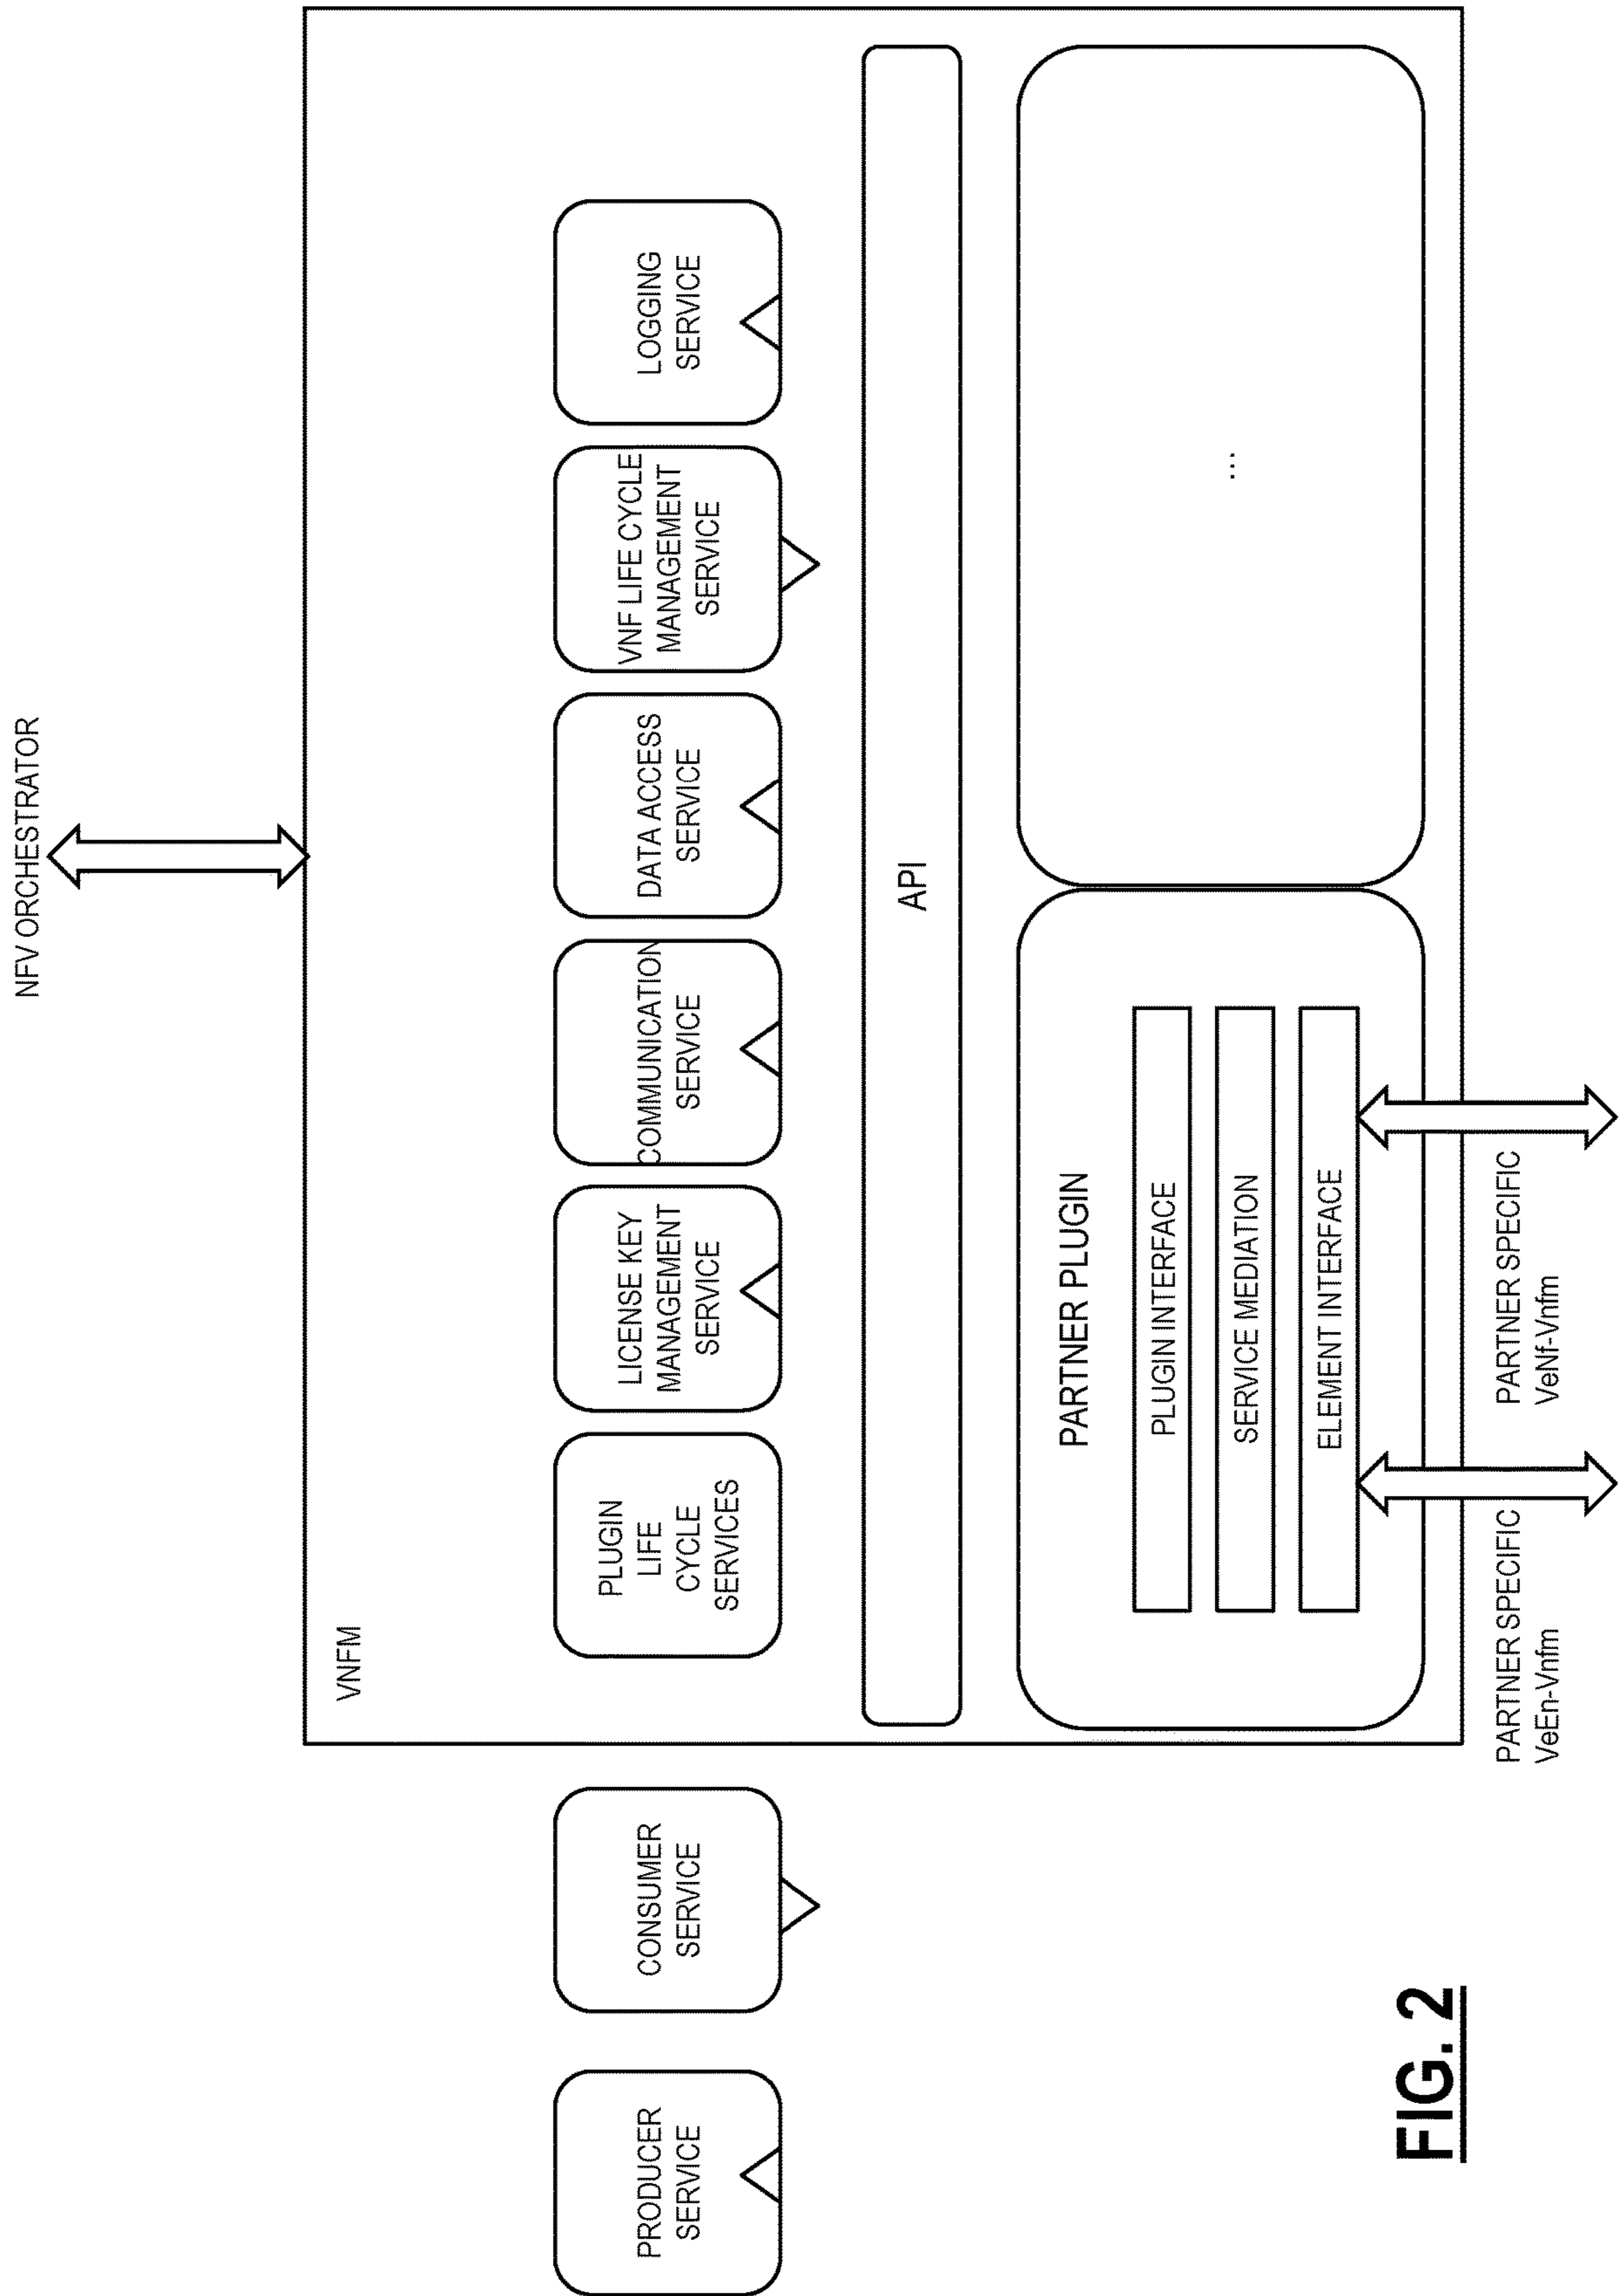 NFV ORCHESTRATOR
VNFM
PRODUCER
SERVICE
CONSUMER
SERVICE
PLUGIN
LIFE
CYCLE
SERVICES
LICENSE KEY
MANAGEMENT
SERVICE
COMMUNICATION
SERVICE
DATA ACCESS
SERVICE
VNF LIFE CYCLE
MANAGEMENT
SERVICE
LOGGING
SERVICE
API
PARTNER PLUGIN
PLUGIN INTERFACE
SERVICE MEDIATION
ELEMENT INTERFACE
...
PARTNER SPECIFIC
VeEn-Vnfm
PARTNER SPECIFIC
VeNf-Vnfm
FIG. 2